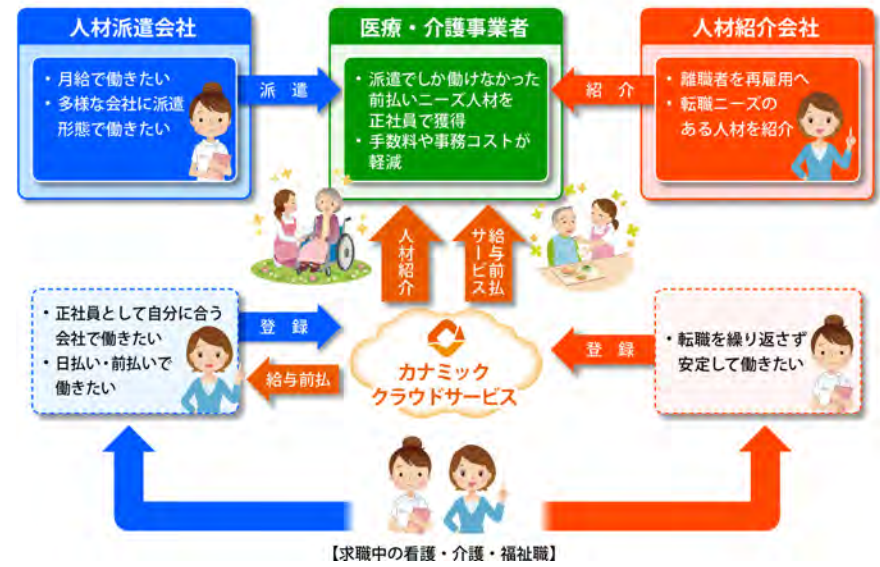 人材派遣会社
・月給で働きたい
・多様な会社に派遣
形態で働きたい
派 遣
医療・介護事業者
・派遣でしか働けなかった
前払いニーズ人材を
正社員で獲得
・手数料や事務コストが
軽減
紹 介
人材紹介会社
・離職者を再雇用へ
・転職ニーズの
ある人材を紹介
人材紹介
給与前払
サービス
・正社員として自分に合う
会社で働きたい
・日払い・前払いで
働きたい
登 録
給与前払
カナミック
クラウドサービス
登 録
・転職を繰り返さず
安定して働きたい
【求職中の看護・介護・福祉職】